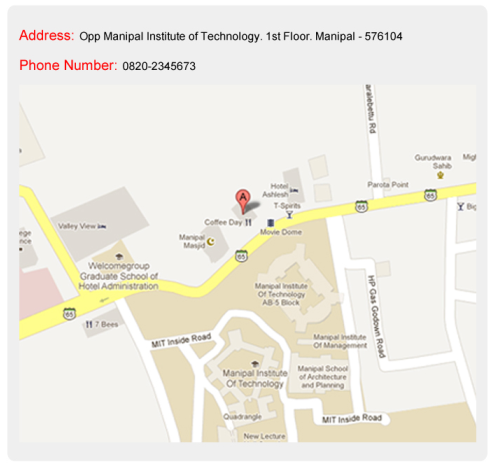 Address: Opp Manipal Institute of Technology. 1st Floor. Manipal - 576104
Phone Number: 0820-2345673
aralebettu Rd
Gurudwara
Sahib
Mig
Hotel
Ashlesh
Parota Point
65
A
T-Spirits
65
Big
Coffee Day
Valley View
Movie Dome
ege
ence
e
Manipal
Masjid
65
Welcomegroup
Graduate School of
Hotel Administration
Manipal Institute
Of Technology
AB-5 Block
HP Gas Godown Road
65
7 Bees
MIT Inside Road
Manipal Institute
Of Management
Manipal Institute
Of Technology
Manipal School
of Architecture
and Planning
Quadrangle
MIT Inside Road
New Lecture